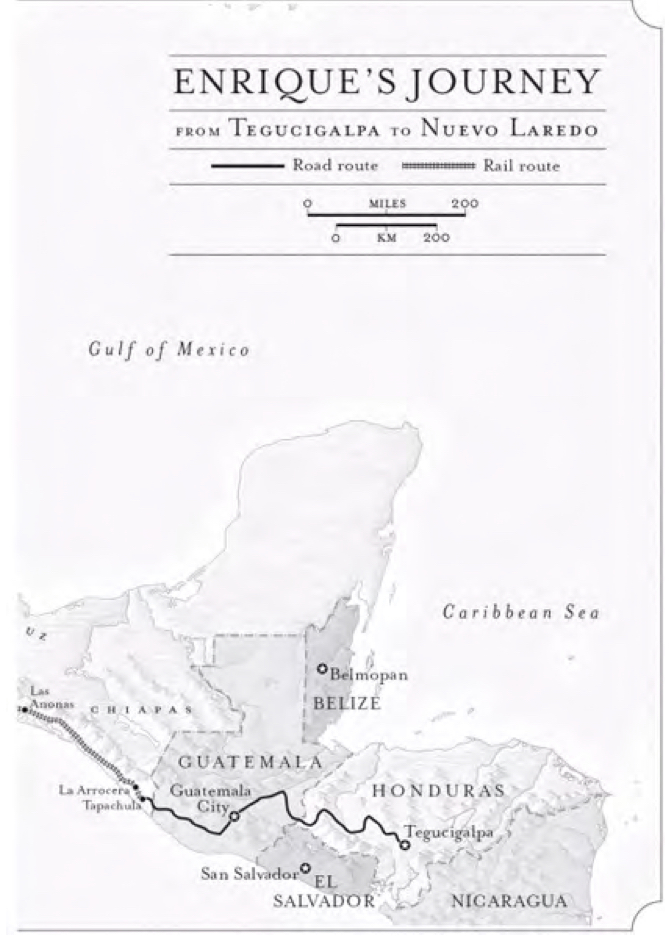 ENRIQUE'S JOURNEY
FROM TEGUCIGALPA TO NUEVO LAREDO
Road route Rail route
0 MILES 200
0 KM 200
Gulf of Mexico
Caribbean Sea
UZ
Belmopan
BELIZE
Las
Anonas
CHIAPAS
GUATEMALA
La Arrocera
Tapachula
Guatemala
City
HONDURAS
Tegucigalpa
San Salvador
EL
SALVADOR
NICARAGUA